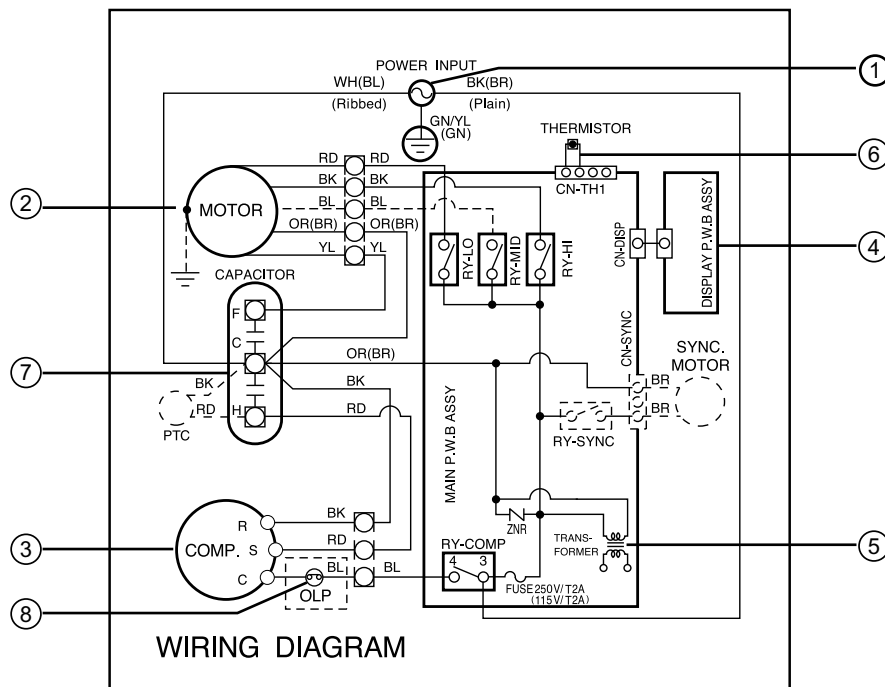 POWER INPUT
1
WH(BL)
BK(BR)
(Ribbed)
(Plain)
GN/YL
(GN)
THERMISTOR
6
CN-TH1
RD RD
BK BK
BL BL
OR(BR) OR(BR)
YL YL
2
MOTOR
RY-LO
RY-MID
RY-HI
CN-DISP
DISPLAY P.W.B ASSY
4
CAPACITOR
F
C
H
7
OR(BR)
BK
BK
RD
RD
PTC
CN-SYNC
SYNC.
MOTOR
BR
BR
RY-SYNC
MAIN P.W.B ASSY
ZNR
TRANS-
FORMER
5
3
COMP.
R
S
C
BK
RD
BL BL
OLP
8
RY-COMP
4 3
FUSE250V/T2A
(115V/T2A)
WIRING DIAGRAM